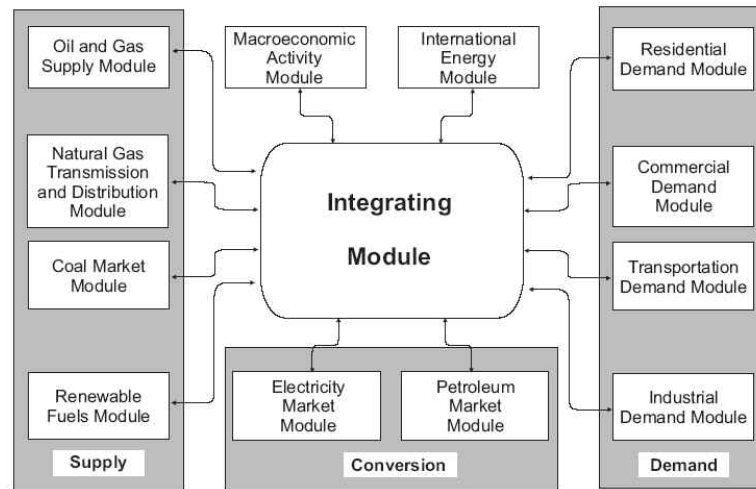 Oil and Gas
Supply Module
Macroeconomic
Activity
Module
International
Energy
Module
Residential
Demand Module
Natural Gas
Transmission
and Distribution
Module
Integrating
Module
Commercial
Demand
Module
Coal Market
Module
Transportation
Demand Module
Renewable
Fuels Module
Electricity
Market
Module
Petroleum
Market
Module
Industrial
Demand Module
Supply
Conversion
Demand